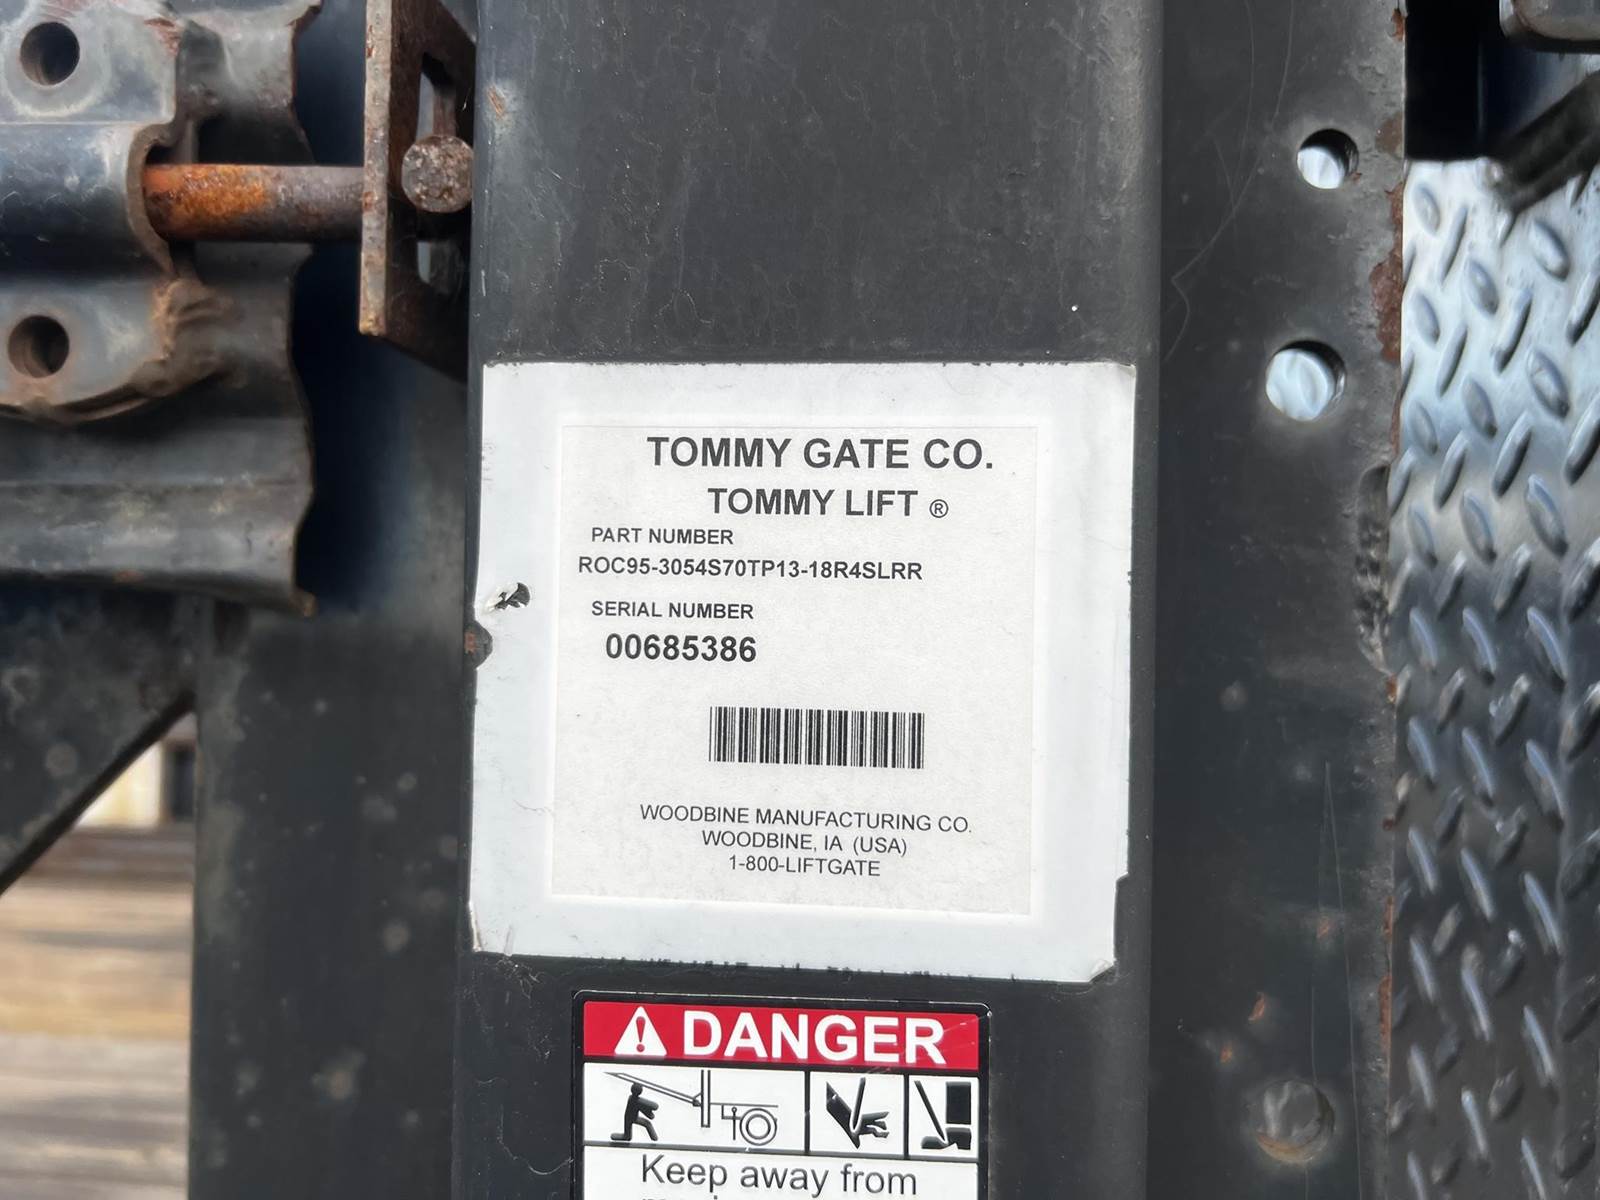 TOMMY GATE CO.
TOMMY LIFT ®
PART NUMBER
ROC95-3054S70TP13-18R4SLRR
SERIAL NUMBER
00685386
WOODBINE MANUFACTURING CO.
WOODBINE, IA (USA)
1-800-LIFTGATE
DANGER
Keep away from